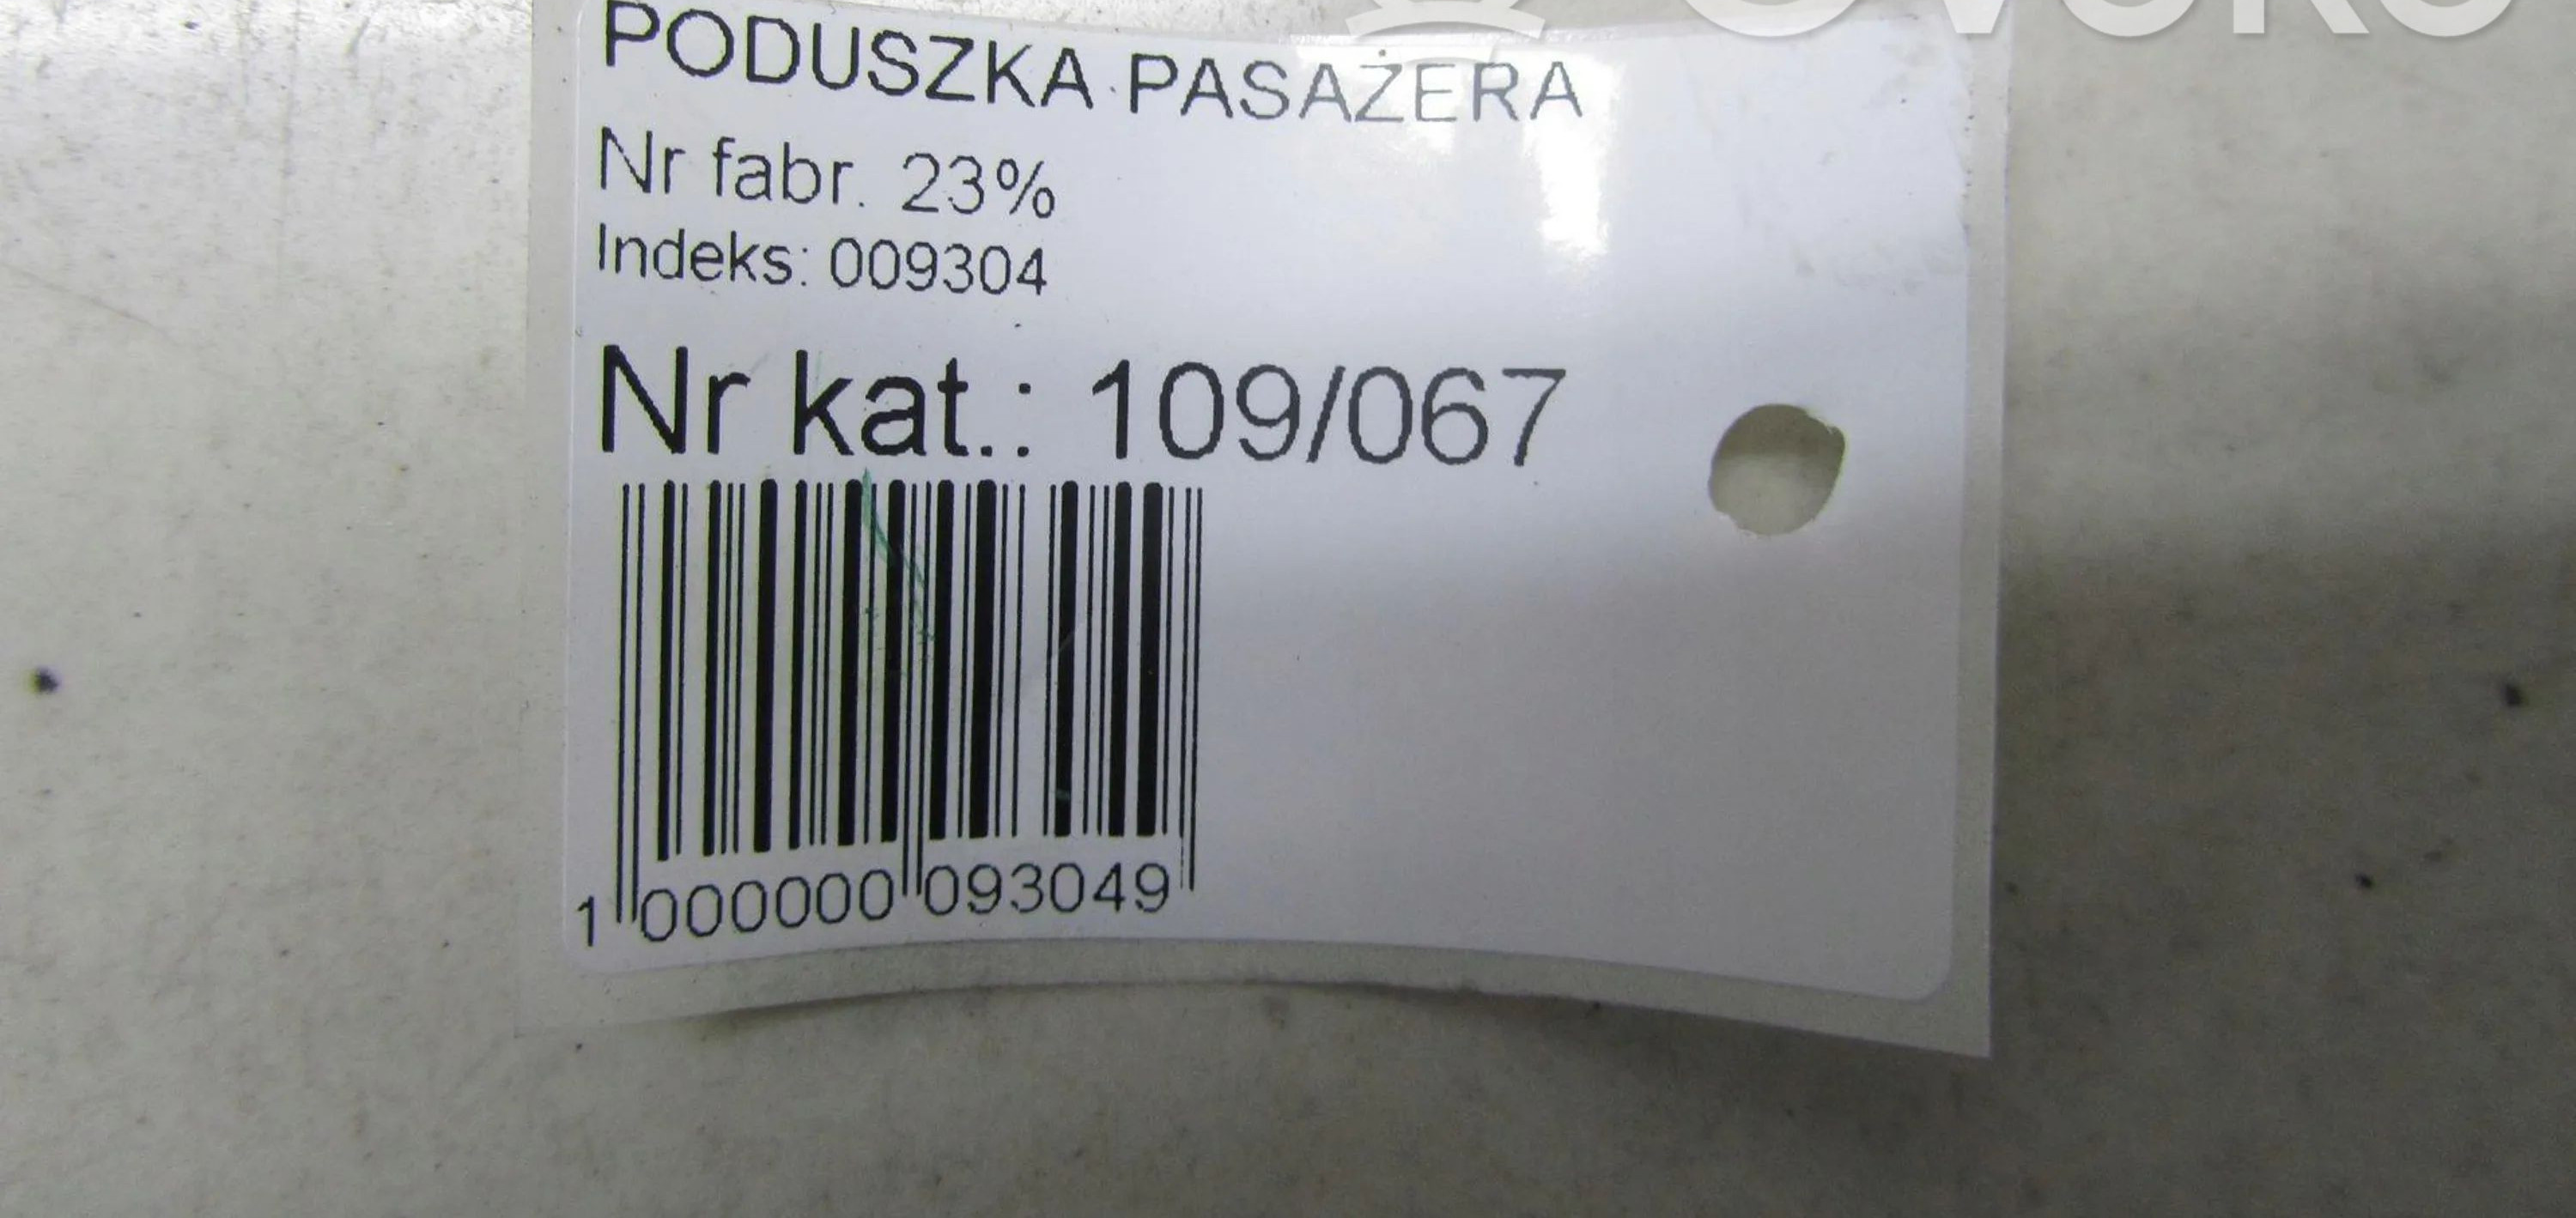 PODUSZKA PASAŻERA
Nr fabr. 23%
Indeks: 009304
Nr kat.: 109/067
1 000000 093049